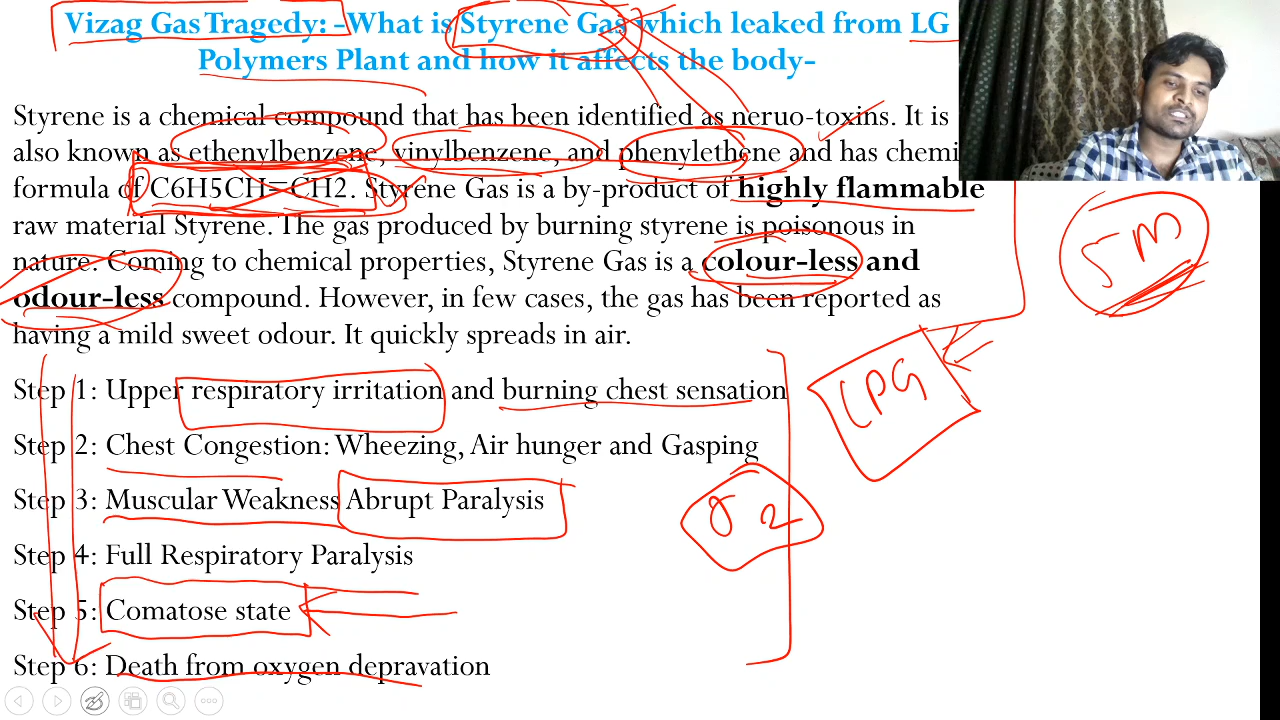 Vizag Gas Tragedy: -What is Styrene Gas which leaked from LG
Polymers Plant and how it affects the body-
Styrene is a chemical compound that has been identified as neruo-toxins. It is
also known as ethenylbenzene, vinylbenzene, and phenylethene and has chemi
formula of C6H5CH= CH2. Styrene Gas is a by-product of highly flammable
raw material Styrene. The gas produced by burning styrene is poisonous in
nature. Coming to chemical properties, Styrene Gas is a colour-less and
odour-less compound. However, in few cases, the gas has been reported as
having a mild sweet odour. It quickly spreads in air.
5M
Step 1: Upper respiratory irritation and burning chest sensation
LPG
Step 2: Chest Congestion: Wheezing, Air hunger and Gasping
Step 3: Muscular Weakness Abrupt Paralysis
Step 4: Full Respiratory Paralysis
Step 5: Comatose state
Step 6: Death from oxygen depravation